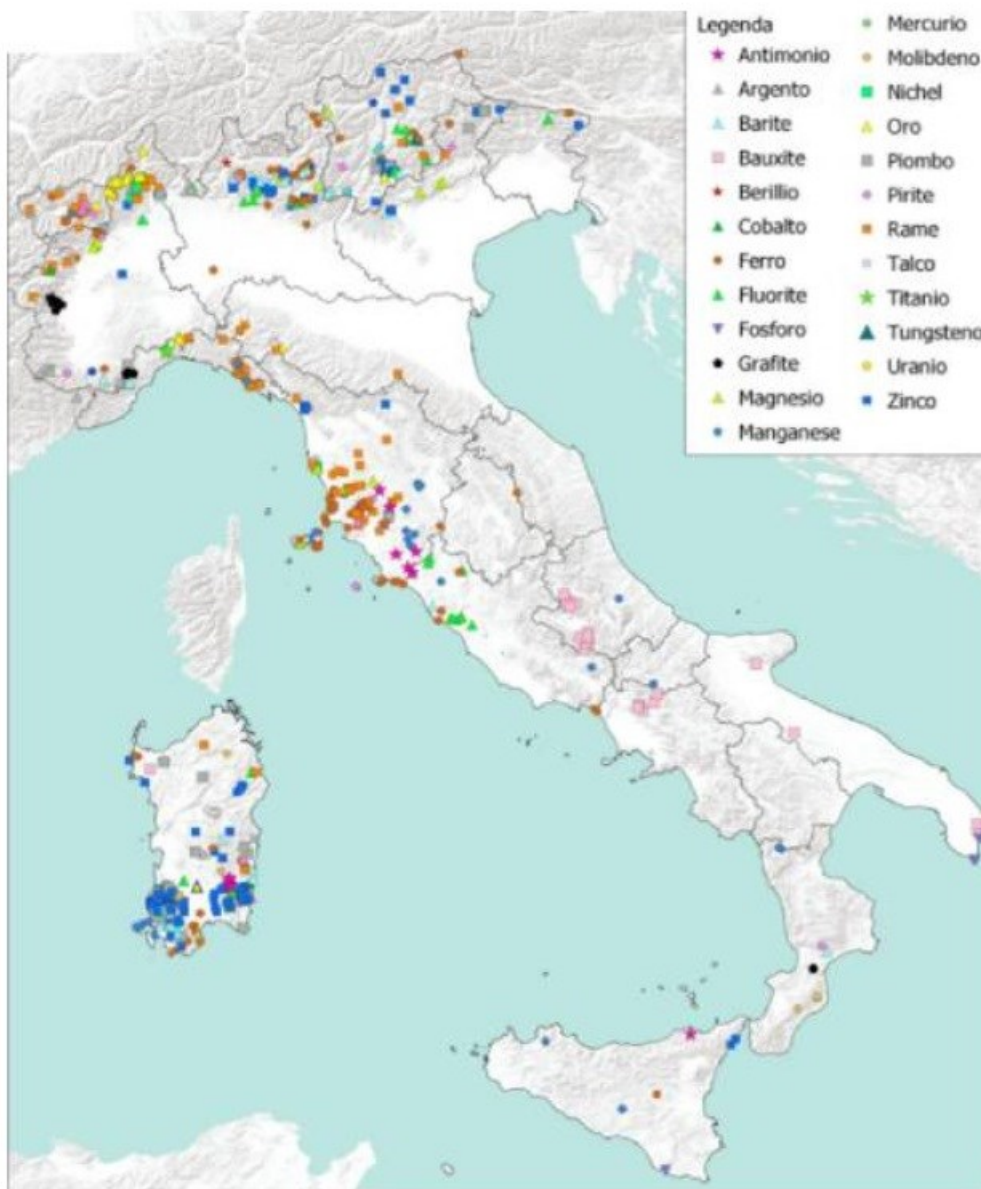 Legenda
Antimonio
Argento
Barite
Bauxite
Berillio
Cobalto
Ferro
Fluorite
Fosforo
Grafite
Magnesio
Manganese
Mercurio
Molibdeno
Nichel
Oro
Piombo
Pirite
Rame
Talco
Titanio
Tungsteno
Uranio
Zinco